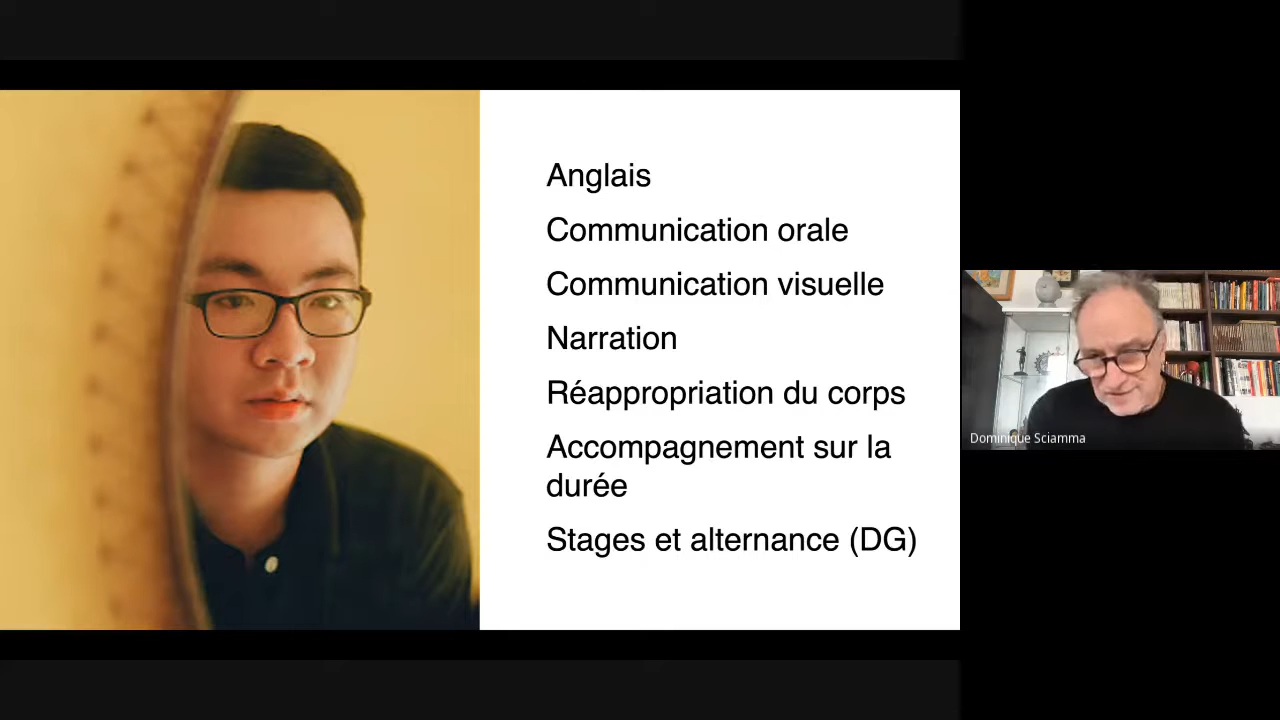 Anglais
Communication orale
Communication visuelle
Narration
Réappropriation du corps
Accompagnement sur la
durée
Stages et alternance (DG)
Dominique Sciamma